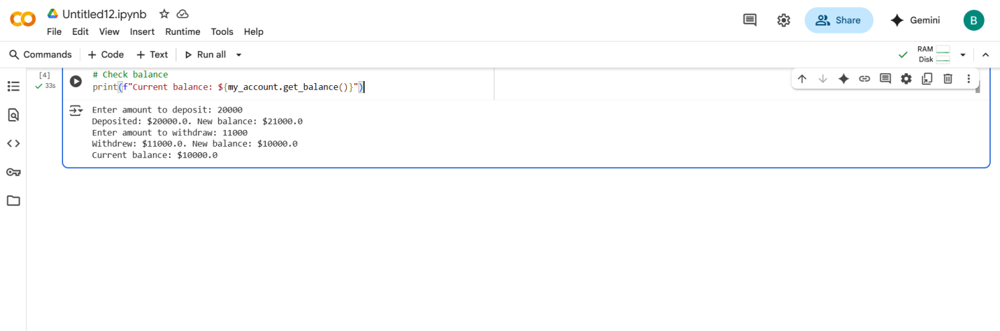 Untitled12.ipynb
File Edit View Insert Runtime Tools Help
Share
Gemini
B
Commands + Code + Text Run all
RAM
Disk
[4]
33s
# Check balance
print(f"Current balance: ${my_account.get_balance()}")
Enter amount to deposit: 20000
Deposited: $20000.0. New balance: $21000.0
Enter amount to withdraw: 11000
Withdrew: $11000.0. New balance: $10000.0
Current balance: $10000.0